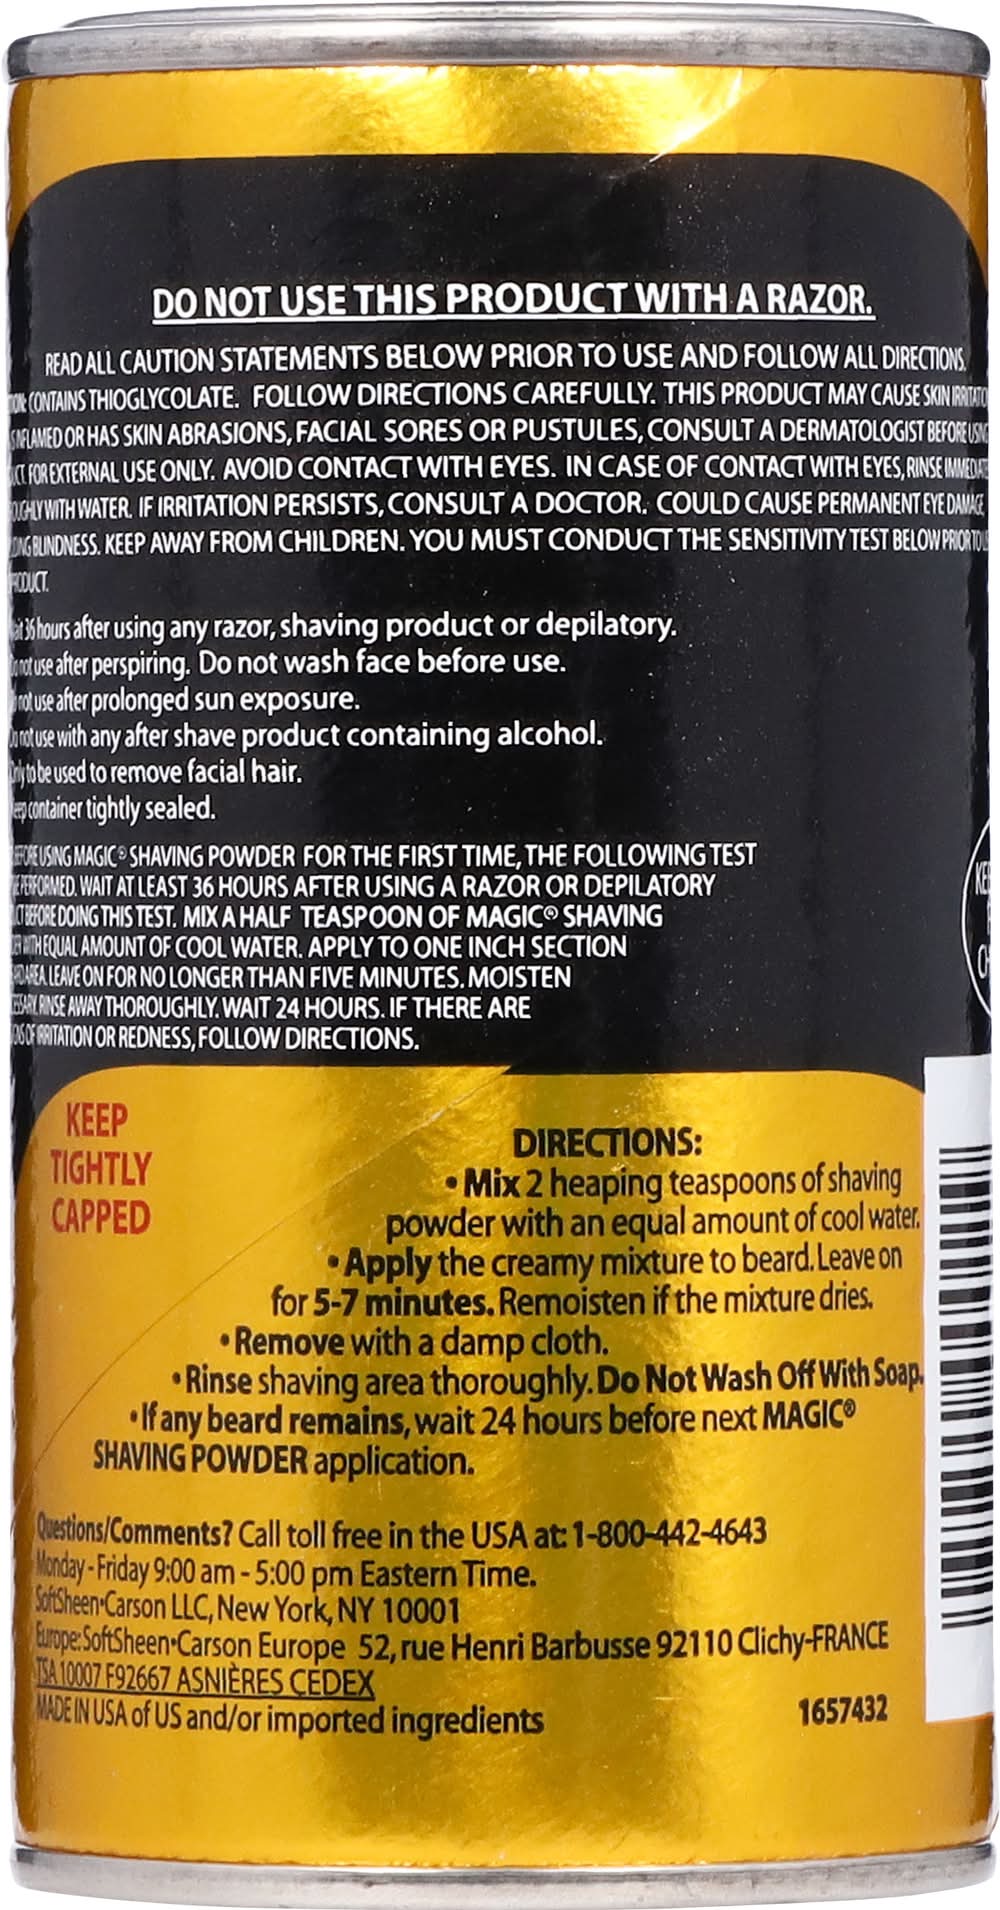 DO NOT USE THIS PRODUCT WITH A RAZOR.
READ ALL CAUTION STATEMENTS BELOW PRIOR TO USE AND FOLLOW ALL DIRECTIONS.
CONTAINS THIOGLYCOLATE. FOLLOW DIRECTIONS CAREFULLY. THIS PRODUCT MAY CAUSE SKIN
OR HAS SKIN ABRASIONS, FACIAL SORES OR PUSTULES, CONSULT A DERMATOLOGIST BEFORE
FOR EXTERNAL USE ONLY. AVOID CONTACT WITH EYES. IN CASE OF CONTACT WITH EYES, RINSE
WITH WATER. IF IRRITATION PERSISTS, CONSULT A DOCTOR. COULD CAUSE PERMANENT EYE DAMAGE,
BLINDNESS. KEEP AWAY FROM CHILDREN. YOU MUST CONDUCT THE SENSITIVITY TEST BELOW PRIOR TO
36 hours after using any razor, shaving product or depilatory.
not use after perspiring. Do not wash face before use.
not use after prolonged sun exposure.
not use with any after shave product containing alcohol.
to be used to remove facial hair.
container tightly sealed.
BEFORE USING MAGIC® SHAVING POWDER FOR THE FIRST TIME, THE FOLLOWING TEST
PERFORMED. WAIT AT LEAST 36 HOURS AFTER USING A RAZOR OR DEPILATORY
BEFORE DOING THIS TEST. MIX A HALF TEASPOON OF MAGIC® SHAVING
WITH EQUAL AMOUNT OF COOL WATER. APPLY TO ONE INCH SECTION
AREA. LEAVE ON FOR NO LONGER THAN FIVE MINUTES. MOISTEN
RINSE AWAY THOROUGHLY. WAIT 24 HOURS. IF THERE ARE
OF IRRITATION OR REDNESS, FOLLOW DIRECTIONS.
KEEP
TIGHTLY
CAPPED
DIRECTIONS:
• Mix 2 heaping teaspoons of shaving
powder with an equal amount of cool water.
• Apply the creamy mixture to beard. Leave on
for 5-7 minutes. Remoisten if the mixture dries.
• Remove with a damp cloth.
• Rinse shaving area thoroughly. Do Not Wash Off With Soap.
• If any beard remains, wait 24 hours before next MAGIC®
SHAVING POWDER application.
Questions/Comments? Call toll free in the USA at: 1-800-442-4643
Monday - Friday 9:00 am - 5:00 pm Eastern Time.
SoftSheen•Carson LLC, New York, NY 10001
Europe: SoftSheen•Carson Europe 52, rue Henri Barbusse 92110 Clichy-FRANCE
TSA 10007 F92667 ASNIÈRES CEDEX
MADE IN USA of US and/or imported ingredients
1657432